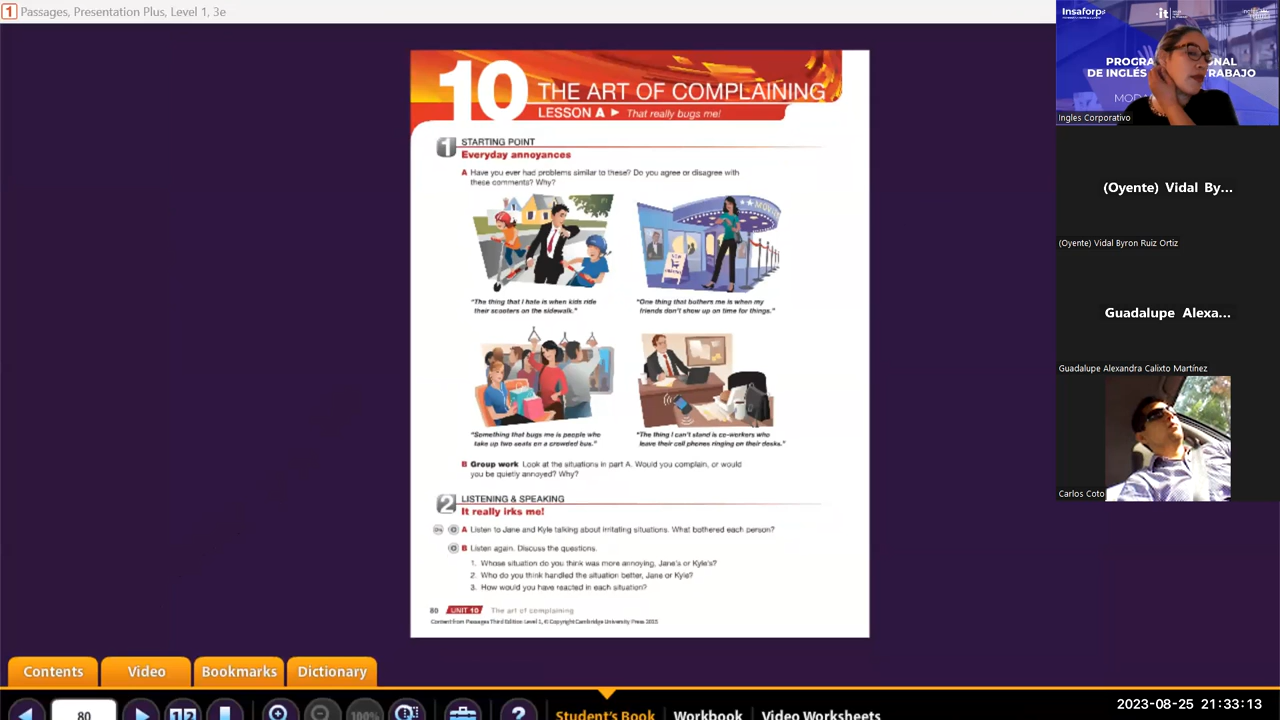 1 Passages, Presentation Plus, Level 1, 3e
10 THE ART OF COMPLAINING
LESSON A ► That really bugs me!
1 STARTING POINT
Everyday annoyances
A Have you ever had problems similar to these? Do you agree or disagree with
these comments? Why?
MOVIE
"The thing that I hate is when kids ride
their scooters on the sidewalk."
"One thing that bothers me is when my
friends don't show up on time for things."
"Something that bugs me is people who
take up two seats on a crowded bus."
"The thing I can't stand is co-workers who
leave their cell phones ringing on their desks."
B Group work Look at the situations in part A. Would you complain, or would
you be quietly annoyed? Why?
2 LISTENING & SPEAKING
It really irks me!
A Listen to Jane and Kyle talking about irritating situations. What bothered each person?
B Listen again. Discuss the questions.
1. Whose situation do you think was more annoying, Jane's or Kyle's?
2. Who do you think handled the situation better, Jane or Kyle?
3. How would you have reacted in each situation?
80 UNIT 10 The art of complaining
Content from Passages Third Edition Level 1, © Copyright Cambridge University Press
Contents
Video
Bookmarks
Dictionary
80
100%
Student's Book
Workbook
Video Worksheets
Insaforp
·it
Ingles Corporativo
(Oyente) Vidal By...
(Oyente) Vidal Byron Ruiz Ortiz
Guadalupe Alexa...
Guadalupe Alexandra Calixto Martínez
Carlos Coto
2023-08-25 21:33:13